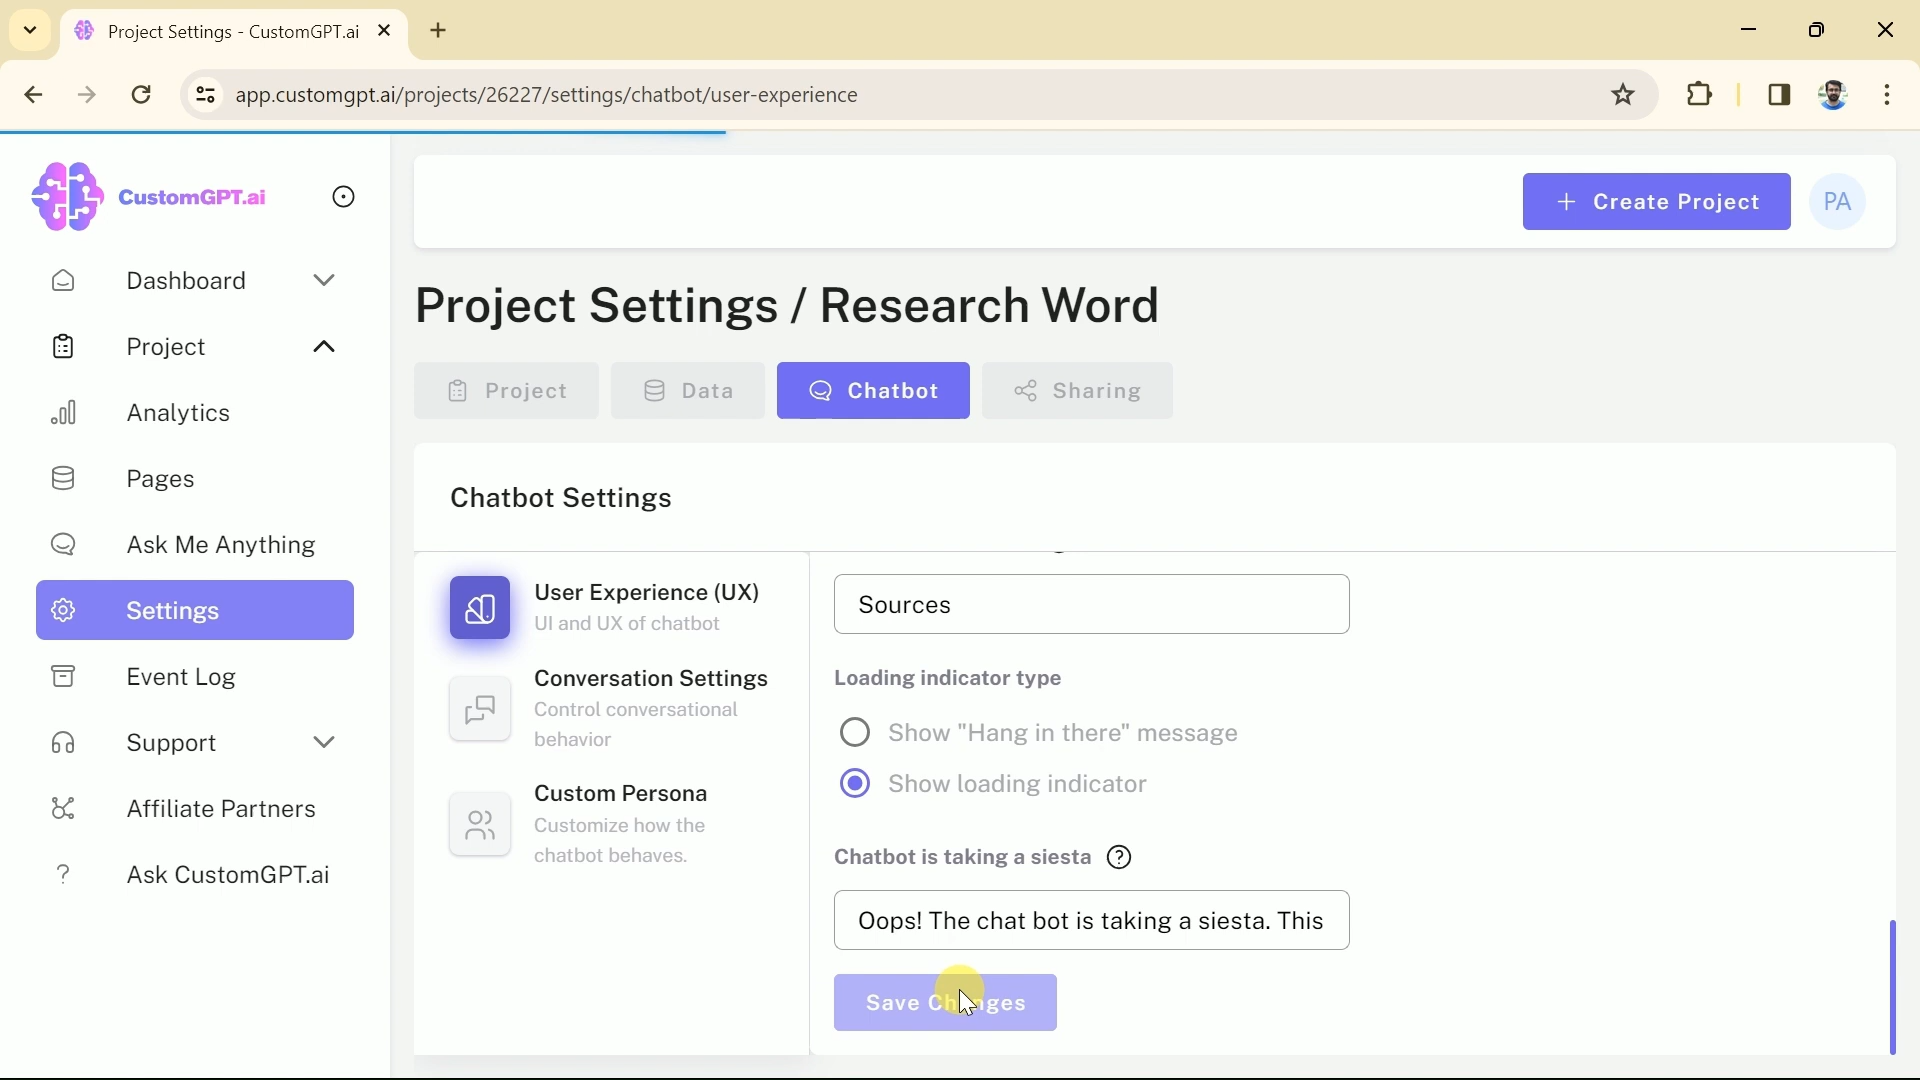 Project Settings - CustomGPT.ai
app.customgpt.ai/projects/26227/settings/chatbot/user-experience
CustomGPT.ai
Create Project
PA
Dashboard
Project
Analytics
Pages
Ask Me Anything
Settings
Event Log
Support
Affiliate Partners
? Ask CustomGPT.ai
Project Settings / Research Word
Project
Data
Chatbot
Sharing
Chatbot Settings
User Experience (UX)
UI and UX of chatbot
Conversation Settings
Control conversational
behavior
Custom Persona
Customize how the
chatbot behaves.
Sources
Loading indicator type
Show "Hang in there" message
Show loading indicator
Chatbot is taking a siesta ?
Oops! The chat bot is taking a siesta. This
Save Changes